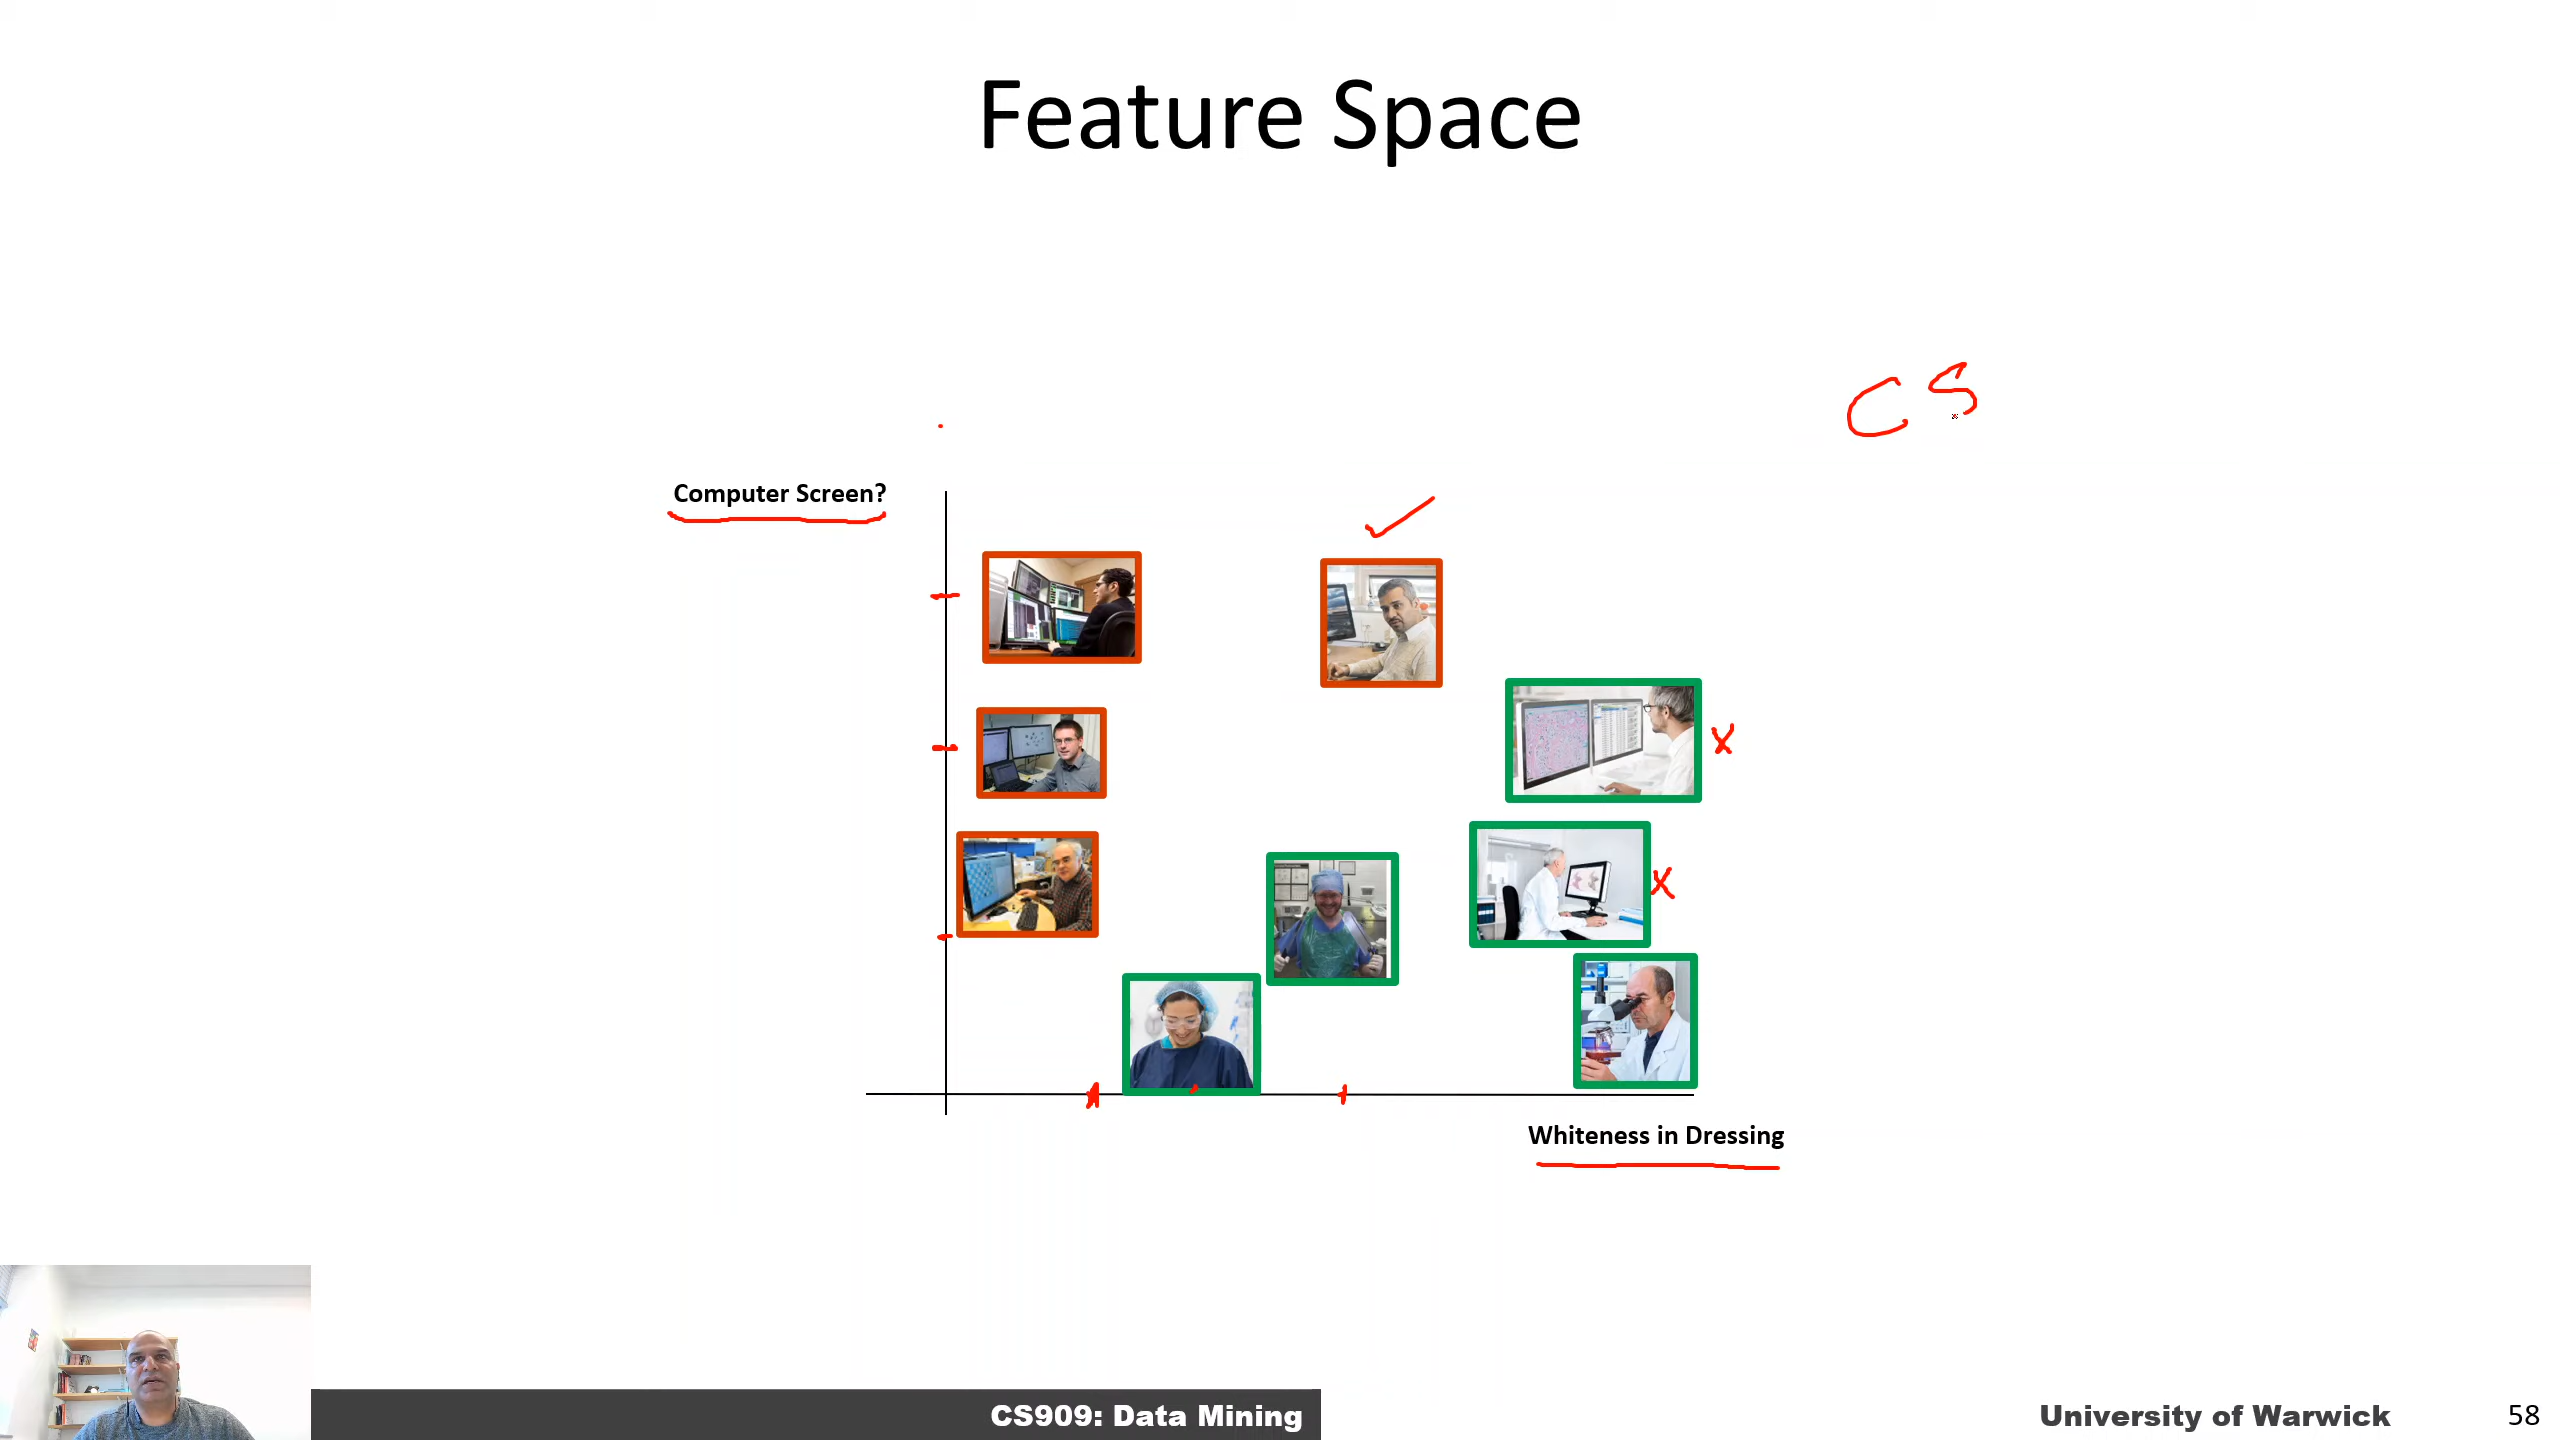 Feature Space
CS
Computer Screen?
x
x
Whiteness in Dressing
CS909: Data Mining
University of Warwick
58